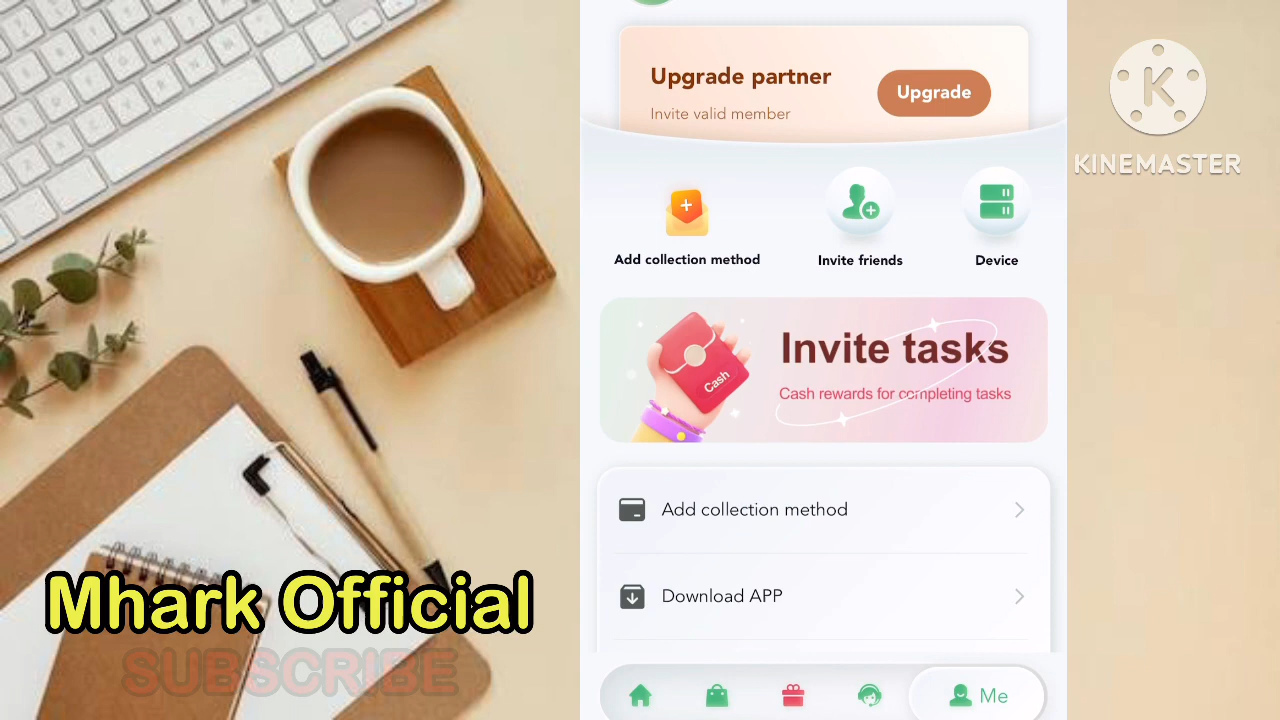 Upgrade partner
Invite valid member
Upgrade
K
KINEMASTER
Add collection method
Invite friends
Device
Invite tasks
Cash rewards for completing tasks
Cash
Add collection method
Download APP
Me
Mhark Official
SUBSCRIBE